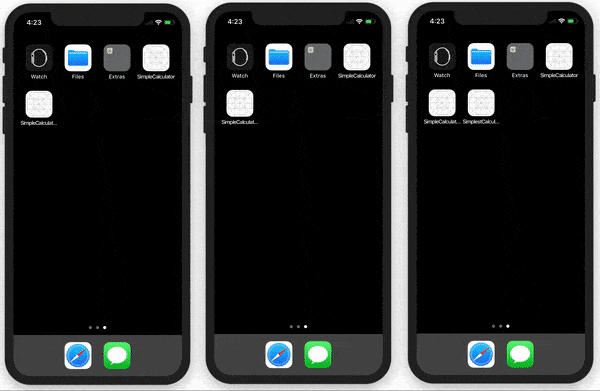 4:23
Watch Files Extras SimpleCalculator
SimpleCalculat...
4:23
Watch Files Extras SimpleCalculator
SimpleCalculat...
4:23
Watch Files Extras SimpleCalculator
SimpleCalculat... SimplestCalcul...